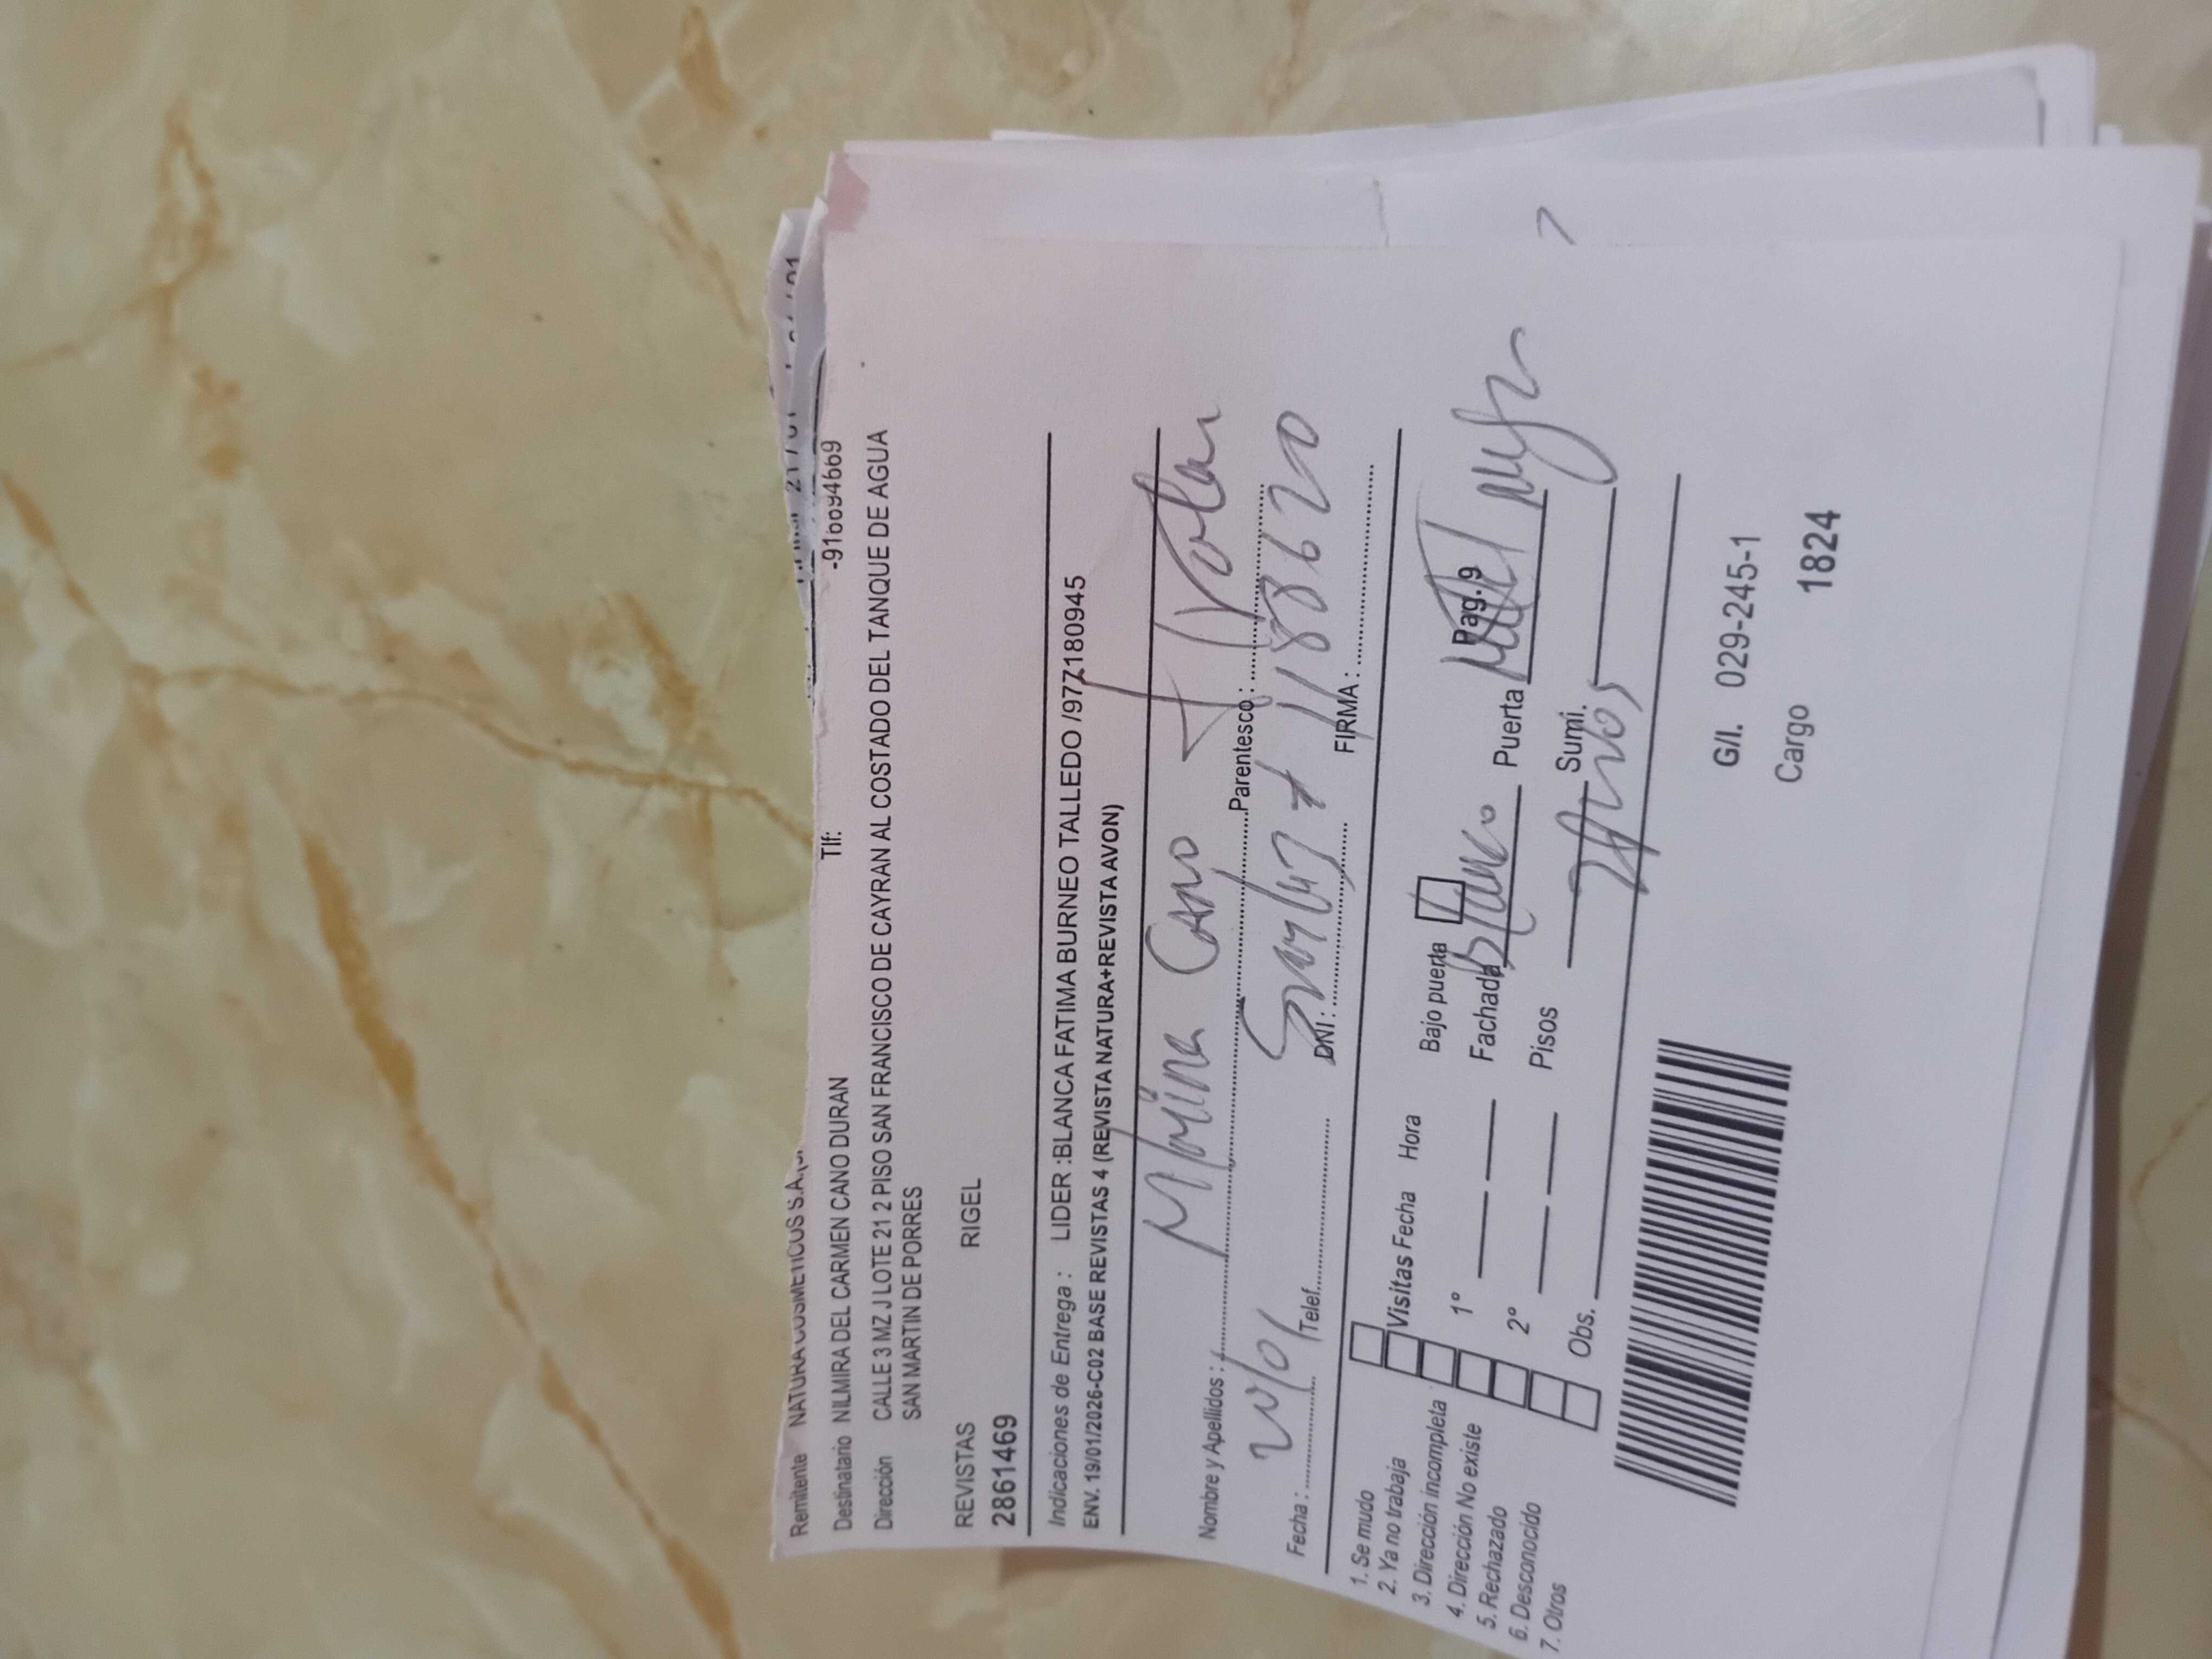 Remitente NATURA COSMETICOS S.A.
Destinatario NILMIRA DEL CARMEN CANO DURAN Tlf: -916694669
Dirección CALLE 3 MZ J LOTE 21 2 PISO SAN FRANCISCO DE CAYRAN AL COSTADO DEL TANQUE DE AGUA
SAN MARTIN DE PORRES
REVISTAS RIGEL
2861469
Indicaciones de Entrega : LIDER :BLANCA FATIMA BURNEO TALLEDO /977180945
ENV. 19/01/2026-C02 BASE REVISTAS 4 (REVISTA NATURA+REVISTA AVON)
Nombre y Apellidos : Cano Parentesco :
Fecha : Telef. DNI : FIRMA :
1. Se mudo
2. Ya no trabaja
3. Dirección incompleta
4. Dirección No existe
5. Rechazado
6. Desconocido
7. Otros
Visitas Fecha Hora Bajo puerta
1° Fachada Blanco Puerta Pag. 9
2° Pisos Sumi.
Obs.
G/I. 029-245-1
Cargo 1824